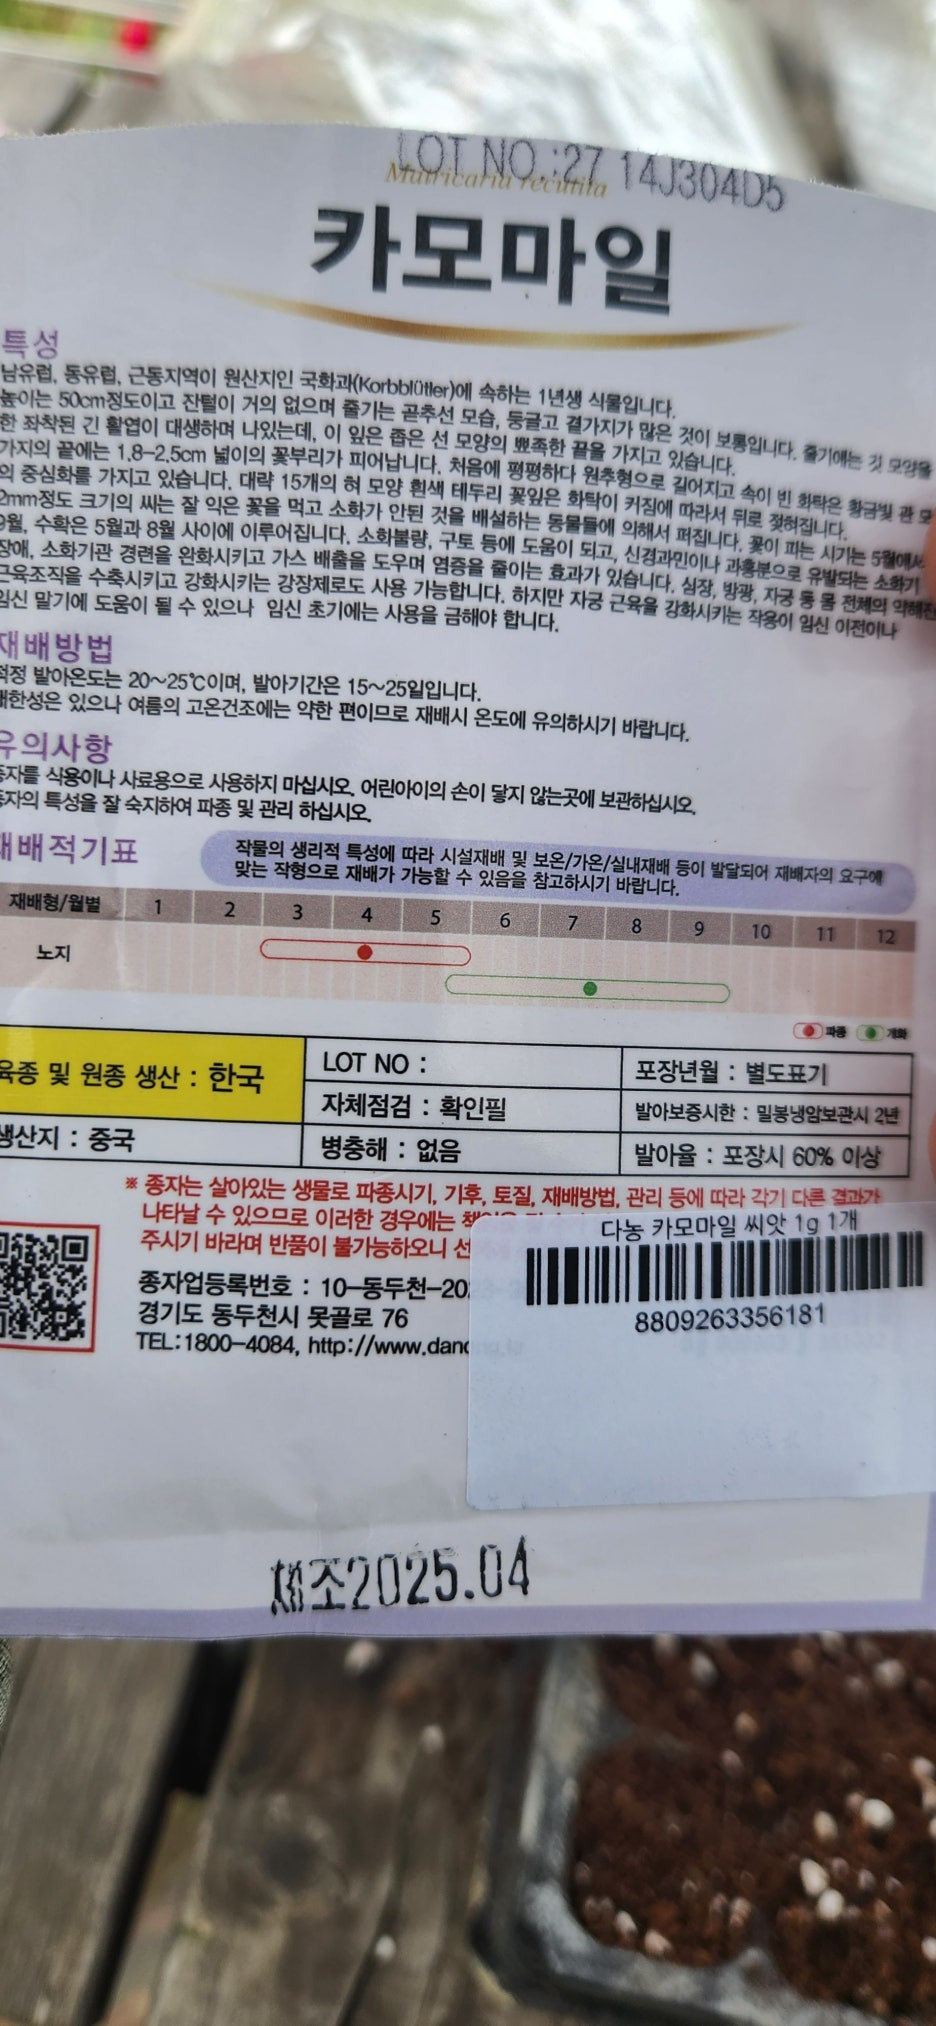 LOT NO.:27 14J304D5
Matricaria recutita
카모마일
특성
남유럽, 동유럽, 근동지역이 원산지인 국화과(Korbblütler)에 속하는 1년생 식물입니다.
높이는 50cm정도이고 잔털이 거의 없으며 줄기는 곧추선 모습, 둥글고 곁가지가 많은 것이 보통입니다. 줄기에는 깃 모양을
한 좌착된 긴 활엽이 대생하며 나있는데, 이 잎은 좁은 선 모양의 뾰족한 끝을 가지고 있습니다.
가지의 끝에는 1.8-2.5cm 넓이의 꽃부리가 피어납니다. 처음에 평평하다 원추형으로 길어지고 속이 빈 화탁은 황금빛 관 모
의 중심화를 가지고 있습니다. 대략 15개의 혀 모양 흰색 테두리 꽃잎은 화탁이 커짐에 따라서 뒤로 젖혀집니다.
2mm정도 크기의 씨는 잘 익은 꽃을 먹고 소화가 안된 것을 배설하는 동물들에 의해서 퍼집니다. 꽃이 피는 시기는 5월에서
9월, 수확은 5월과 8월 사이에 이루어집니다. 소화불량, 구토 등에 도움이 되고, 신경과민이나 과흥분으로 유발되는 소화기
장애, 소화기관 경련을 완화시키고 가스 배출을 도우며 염증을 줄이는 효과가 있습니다. 심장, 방광, 자궁 등 몸 전체의 약해진
근육조직을 수축시키고 강화시키는 강장제로도 사용 가능합니다. 하지만 자궁 근육을 강화시키는 작용이 임신 이전이나
임신 말기에 도움이 될 수 있으나 임신 초기에는 사용을 금해야 합니다.
재배방법
적정 발아온도는 20~25℃이며, 발아기간은 15~25일입니다.
내한성은 있으나 여름의 고온건조에는 약한 편이므로 재배시 온도에 유의하시기 바랍니다.
유의사항
종자를 식용이나 사료용으로 사용하지 마십시오. 어린아이의 손이 닿지 않는곳에 보관하십시오.
종자의 특성을 잘 숙지하여 파종 및 관리 하십시오.
재배적기표
작물의 생리적 특성에 따라 시설재배 및 보온/가온/실내재배 등이 발달되어 재배자의 요구에
맞는 작형으로 재배가 가능할 수 있음을 참고하시기 바랍니다.
재배형/월별 1 2 3 4 5 6 7 8 9 10 11 12
노지
파종 개화
육종 및 원종 생산 : 한국
LOT NO :
포장년월 : 별도표기
자체점검 : 확인필
발아보증시한 : 밀봉냉암보관시 2년
생산지 : 중국
병충해 : 없음
발아율 : 포장시 60% 이상
※ 종자는 살아있는 생물로 파종시기, 기후, 토질, 재배방법, 관리 등에 따라 각기 다른 결과가
나타날 수 있으므로 이러한 경우에는
주시기 바라며 반품이 불가능하오니
종자업등록번호 : 10-동두천-20
경기도 동두천시 못골로 76
TEL:1800-4084, http://www.dan
다농 카모마일 씨앗 1g 1개
8809263356181
제조2025.04